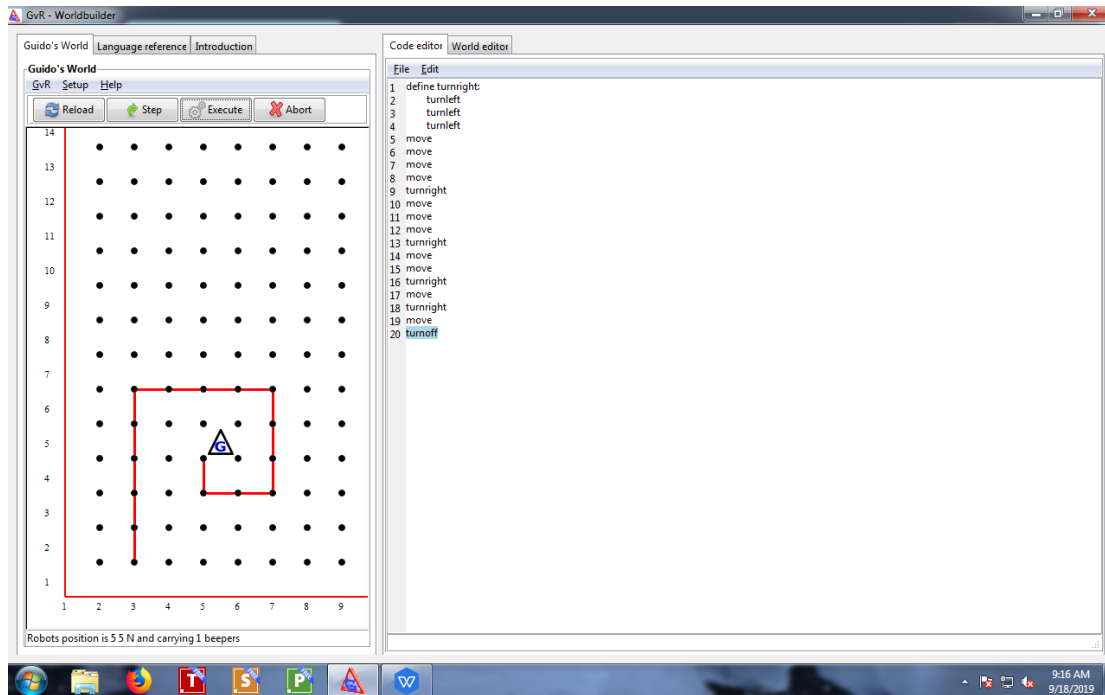 GvR - Worldbuilder
Guido's World Language reference Introduction
Guido's World
GvR Setup Help
Reload Step Execute Abort
14
13
12
11
10
9
8
7
6
5
4
3
2
1
G
1 2 3 4 5 6 7 8 9
Robots position is 5 5 N and carrying 1 beepers
Code editor World editor
File Edit
1 define turnright:
2 turnleft
3 turnleft
4 turnleft
5 move
6 move
7 move
8 move
9 turnright
10 move
11 move
12 move
13 turnright
14 move
15 move
16 turnright
17 move
18 turnright
19 move
20 turnoff
T S P W
9:16 AM
9/18/2019